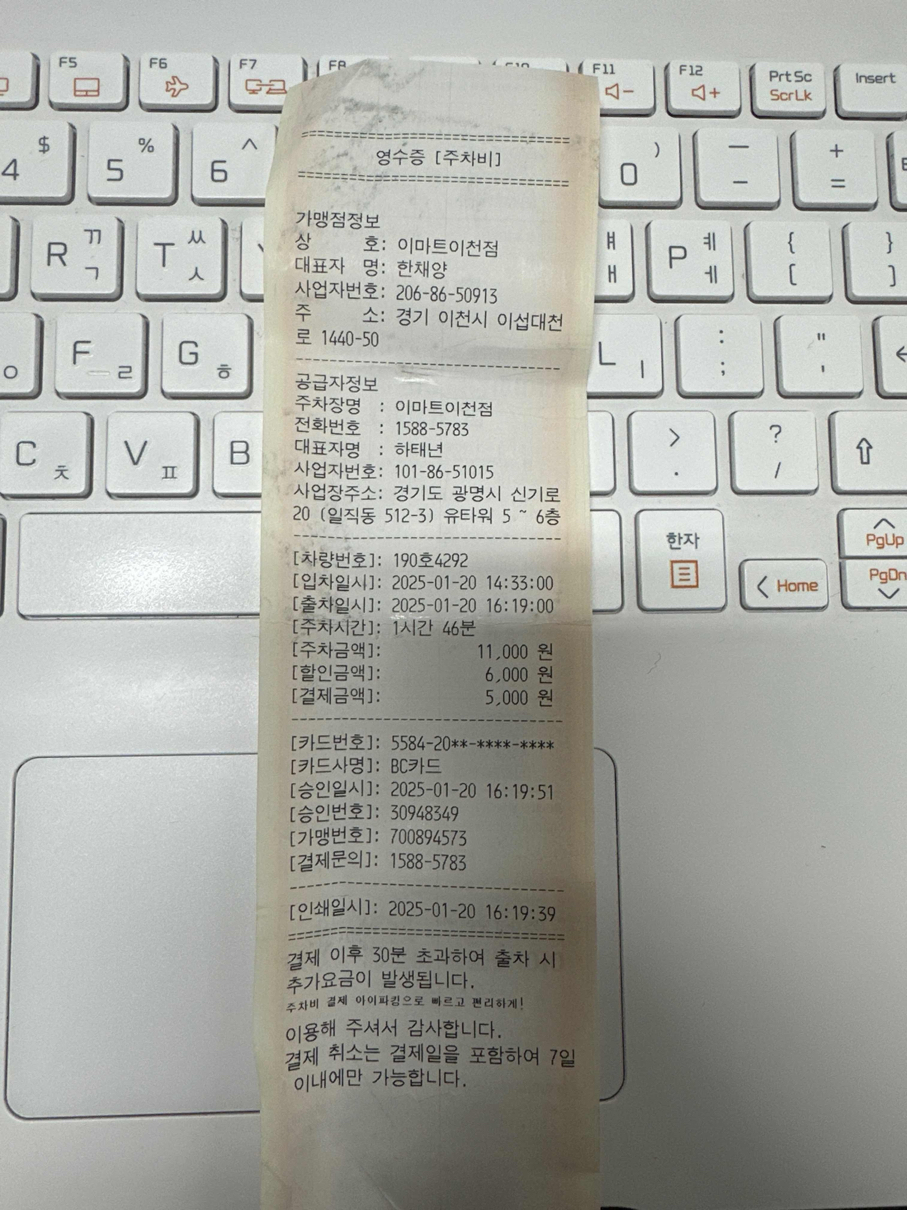 F5 F6 F7 F8 F10 F11 F12 PrtSc ScrLk Insert
$ 4 % 5 ^ 6 ) 0 — - + =
R ㄲ ㄱ T ㅆ ㅅ ㅒ ㅐ P ㅖ ㅔ { [ } ]
ㅇ F ㄹ G ㅎ L ㅣ : ; " '
C ㅊ V ㅍ B > . ? / ⇧
한자 < Home PgUp PgDn
================================
영수증 [주차비]
================================
가맹점정보
상 호: 이마트이천점
대표자 명: 한채양
사업자번호: 206-86-50913
주 소: 경기 이천시 이섭대천
로 1440-50
--------------------------------
공급자정보
주차장명 : 이마트이천점
전화번호 : 1588-5783
대표자명 : 하태년
사업자번호: 101-86-51015
사업장주소: 경기도 광명시 신기로
20 (일직동 512-3) 유타워 5 ~ 6층
--------------------------------
[차량번호]: 190호4292
[입차일시]: 2025-01-20 14:33:00
[출차일시]: 2025-01-20 16:19:00
[주차시간]: 1시간 46분
[주차금액]: 11,000 원
[할인금액]: 6,000 원
[결제금액]: 5,000 원
--------------------------------
[카드번호]: 5584-20**-****-****
[카드사명]: BC카드
[승인일시]: 2025-01-20 16:19:51
[승인번호]: 30948349
[가맹번호]: 700894573
[결제문의]: 1588-5783
--------------------------------
[인쇄일시]: 2025-01-20 16:19:39
================================
결제 이후 30분 초과하여 출차 시
추가요금이 발생됩니다.
주차비 결제 아이파킹으로 빠르고 편리하게!
이용해 주셔서 감사합니다.
결제 취소는 결제일을 포함하여 7일
이내에만 가능합니다.